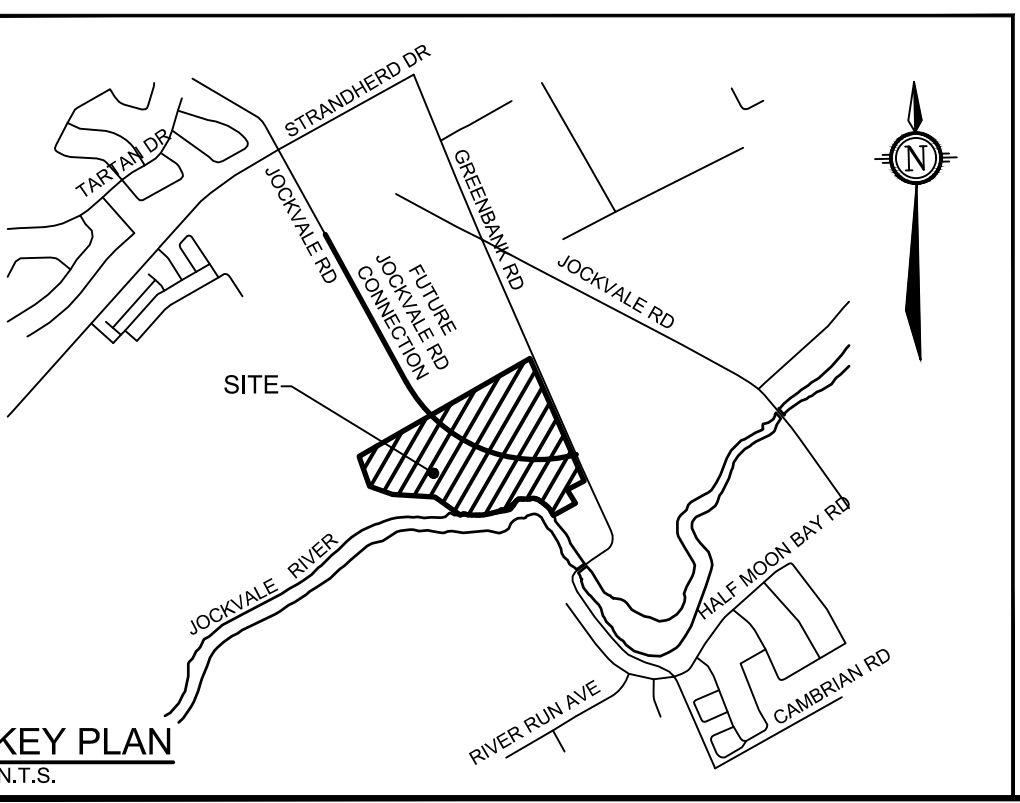 STRANDHERD DR
TARTAN DR
JOCKVALE RD
GREENBANK RD
N
FUTURE
JOCKVALE RD
CONNECTION
JOCKVALE RD
SITE
JOCKVALE RIVER
HALF MOON BAY RD
RIVER RUN AVE
CAMBRIAN RD
KEY PLAN
N.T.S.